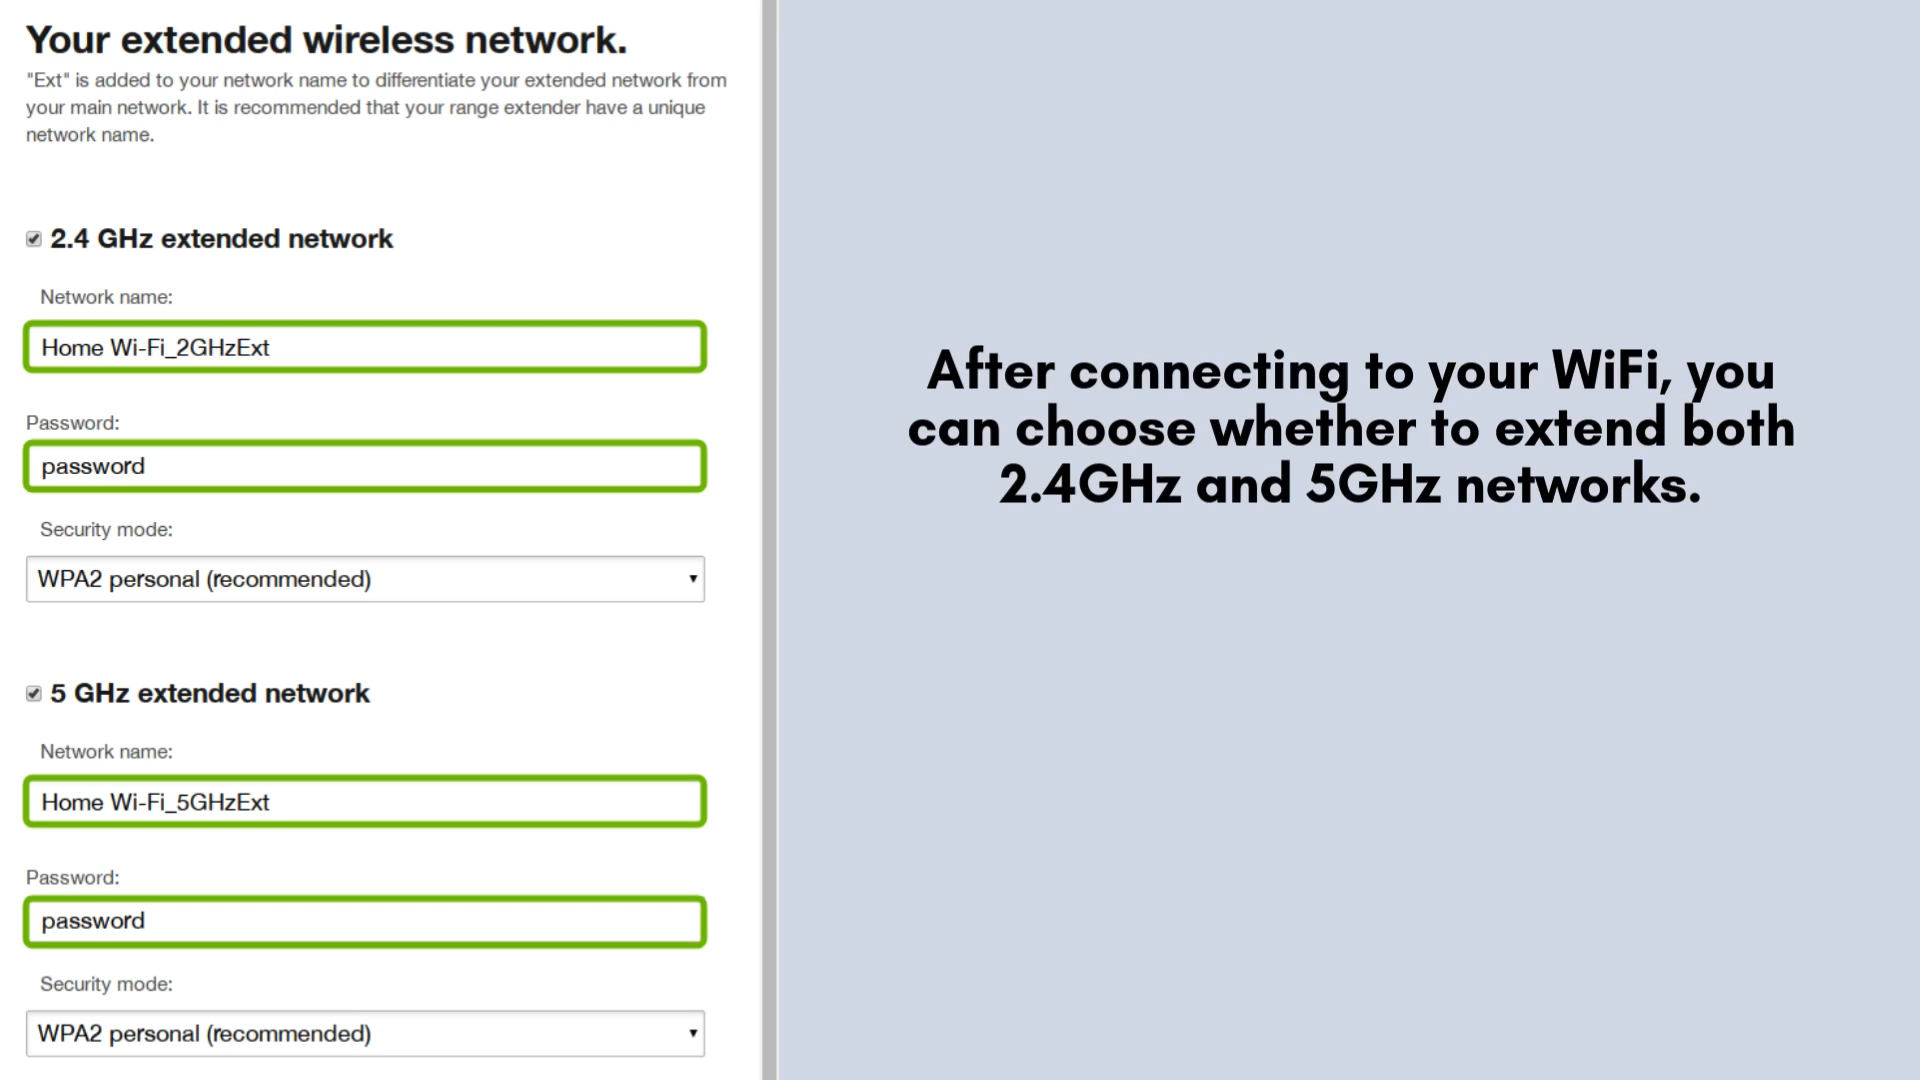 Your extended wireless network.
"Ext" is added to your network name to differentiate your extended network from
your main network. It is recommended that your range extender have a unique
network name.
2.4 GHz extended network
Network name:
Home Wi-Fi_2GHzExt
Password:
password
Security mode:
WPA2 personal (recommended)
5 GHz extended network
Network name:
Home Wi-Fi_5GHzExt
Password:
password
Security mode:
WPA2 personal (recommended)
After connecting to your WiFi, you
can choose whether to extend both
2.4GHz and 5GHz networks.